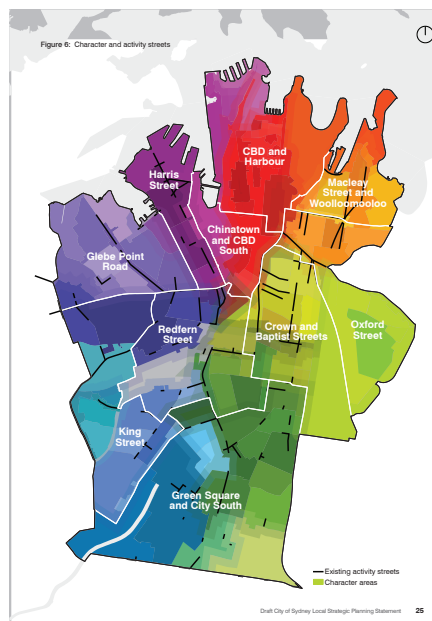 Figure 6: Character and activity streets
CBD and
Harbour
Harris
Street
Macleay
Street and
Woolloomooloo
Chinatown
and CBD
South
Glebe Point
Road
Redfern
Street
Crown and
Baptist Streets
Oxford
Street
King
Street
Green Square
and City South
Existing activity streets
Character areas
Draft City of Sydney Local Strategic Planning Statement 25